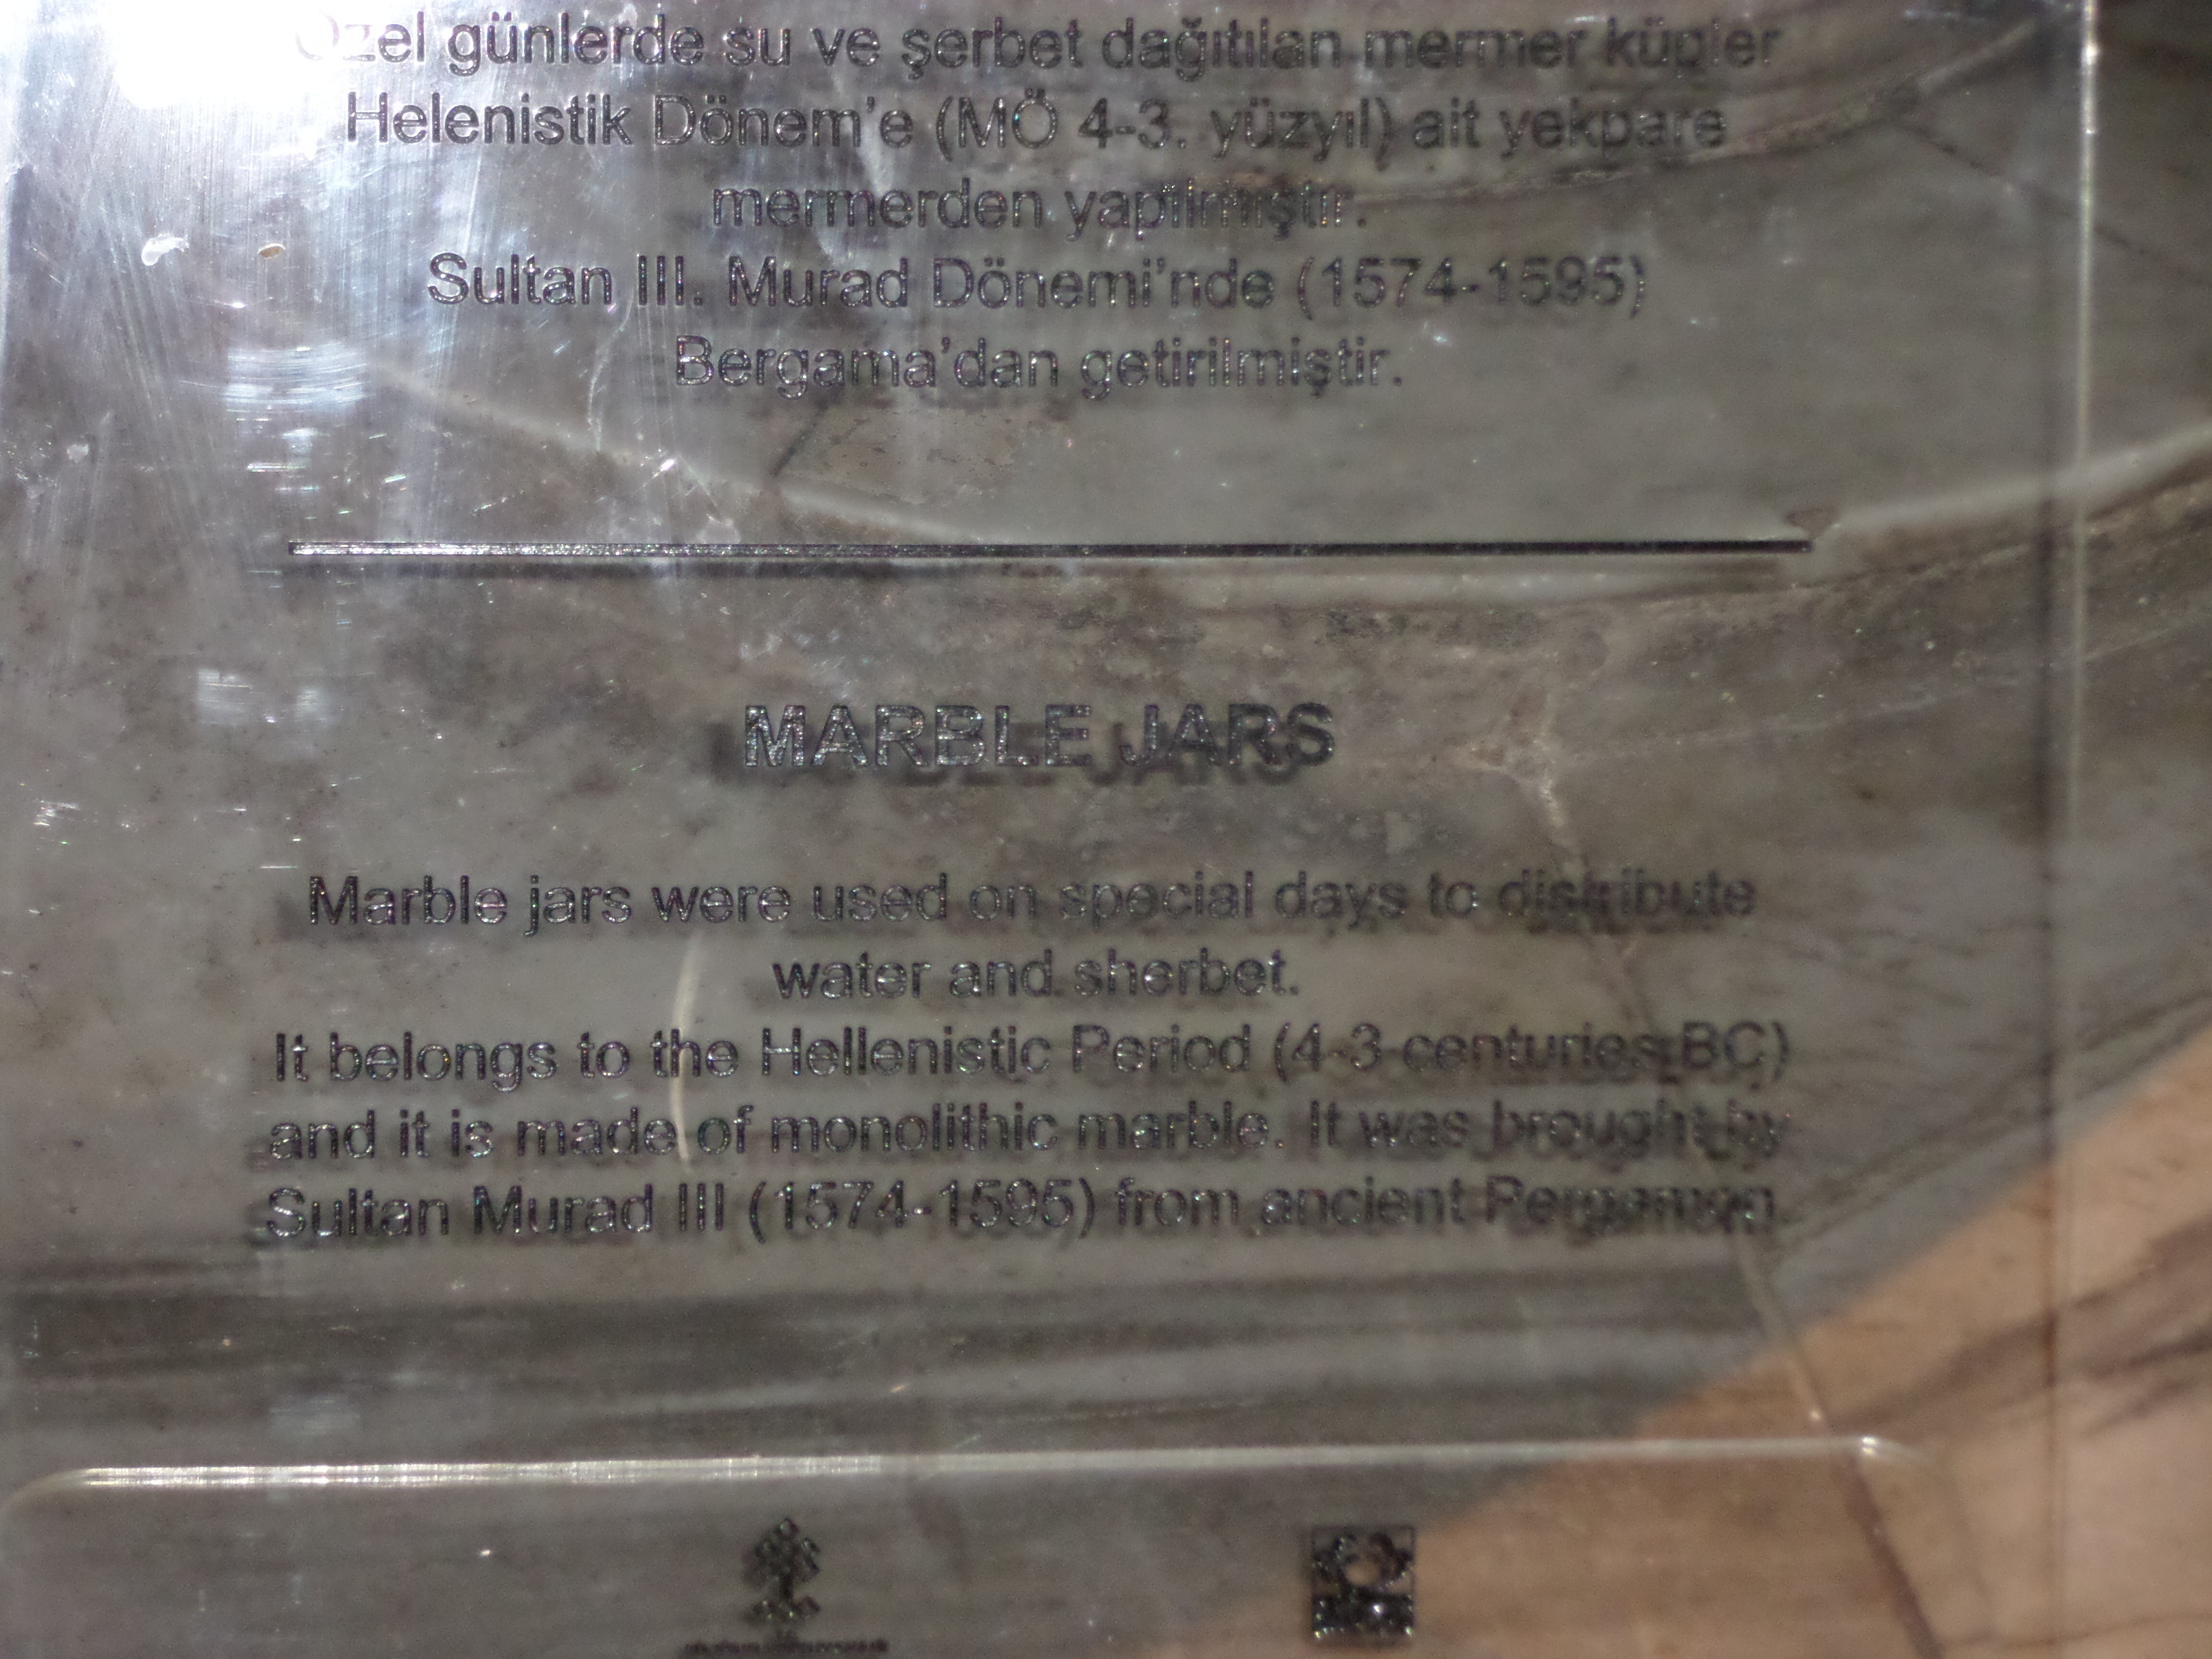 Özel günlerde su ve şerbet dağıtılan mermer küpler
Helenistik Dönem'e (MÖ 4-3. yüzyıl) ait yekpare
mermerden yapılmıştır.
Sultan III. Murad Dönemi'nde (1574-1595)
Bergama'dan getirilmiştir.
MARBLE JARS
Marble jars were used on special days to distribute
water and sherbet.
It belongs to the Hellenistic Period (4-3 centuries BC)
and it is made of monolithic marble. It was brought by
Sultan Murad III (1574-1595) from ancient Pergamon.